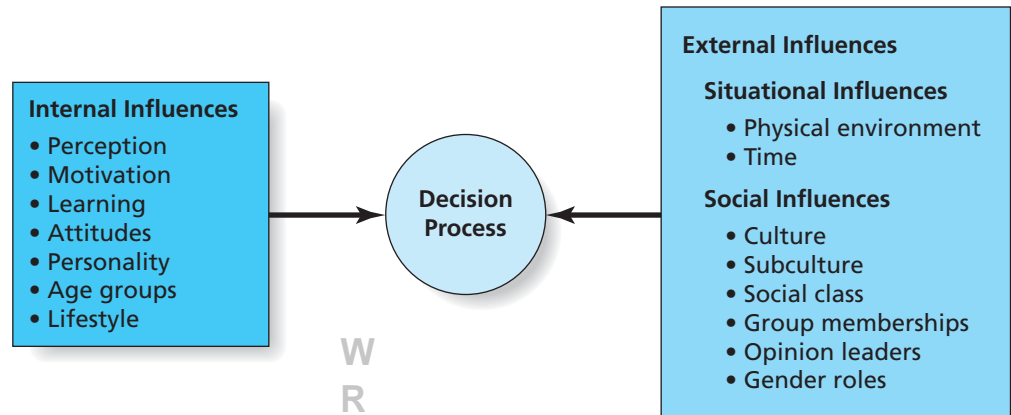 Internal Influences
• Perception
• Motivation
• Learning
• Attitudes
• Personality
• Age groups
• Lifestyle
Decision
Process
External Influences
Situational Influences
• Physical environment
• Time
Social Influences
• Culture
• Subculture
• Social class
• Group memberships
• Opinion leaders
• Gender roles
W
R